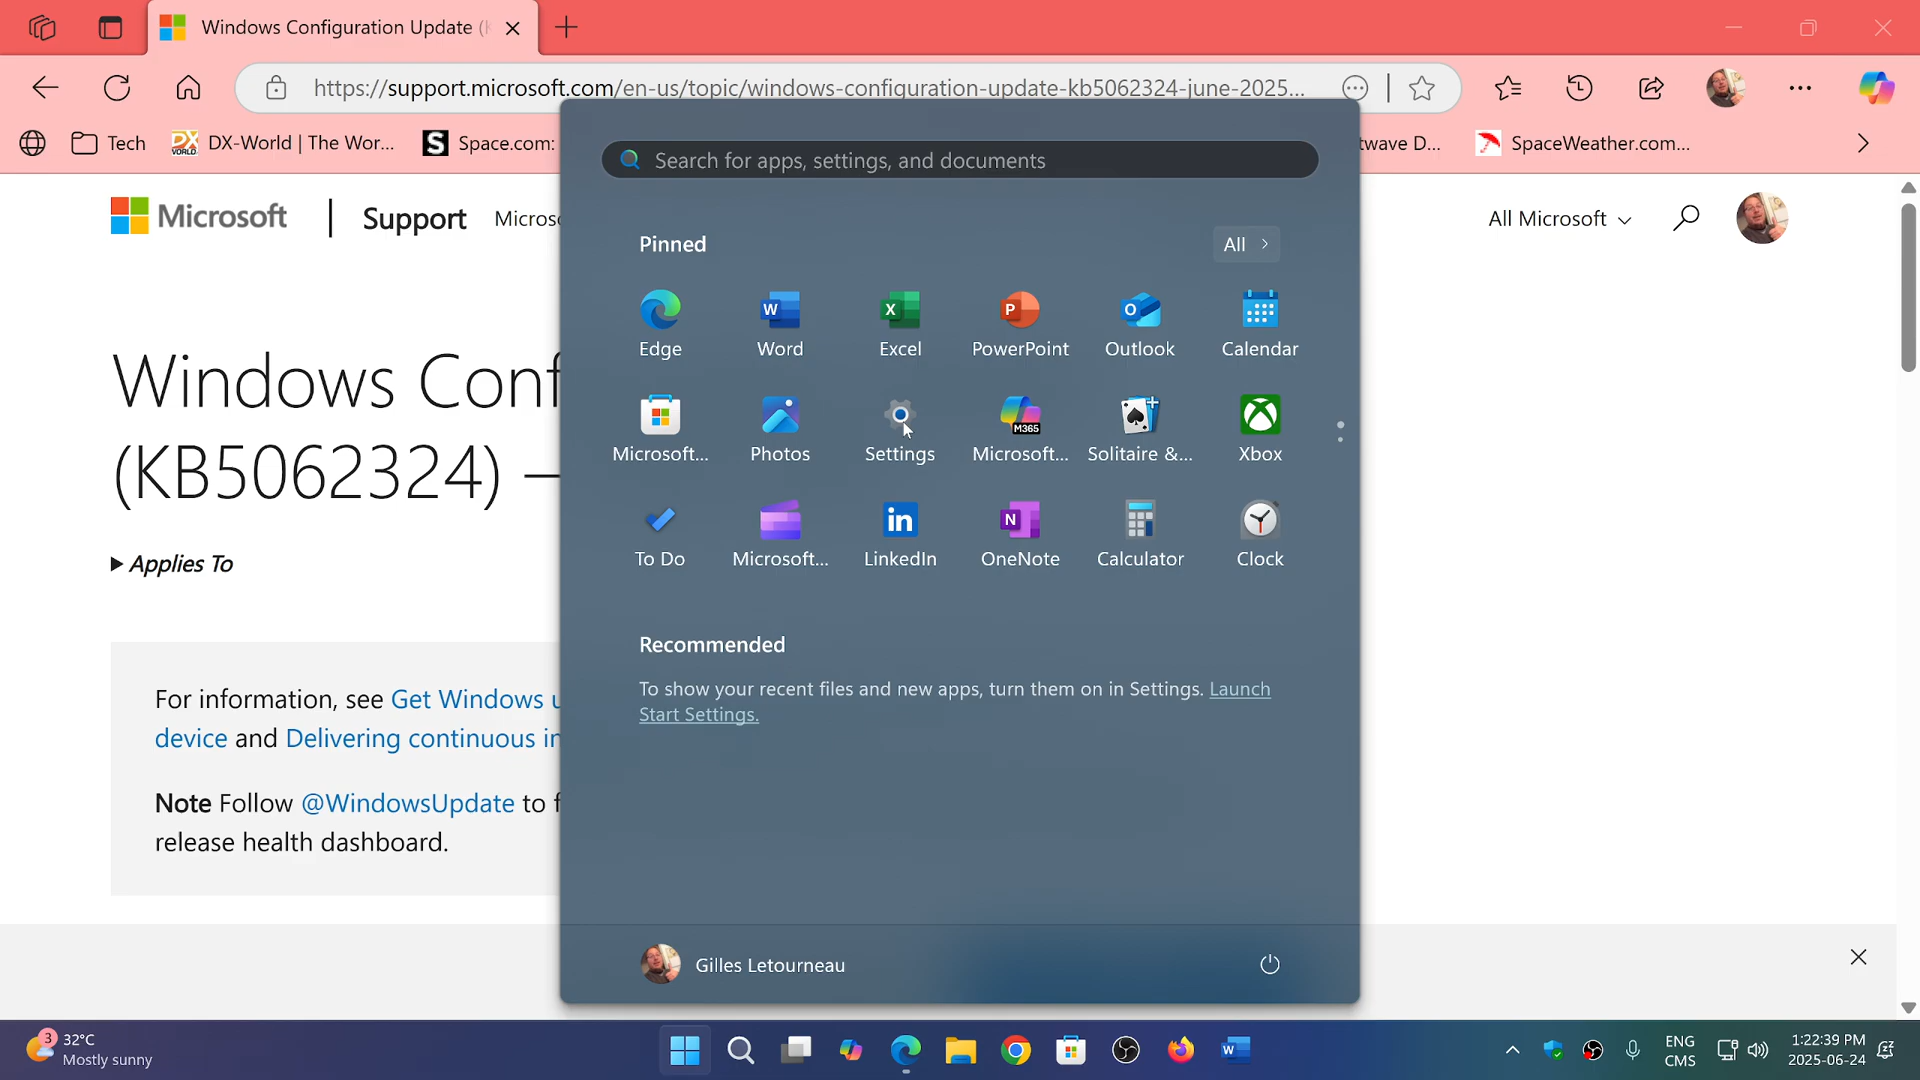 Windows Configuration Update (K
https://support.microsoft.com/en-us/topic/windows-configuration-update-kb5062324-june-2025...
Tech
DX-World | The Wor...
Space.com:
twave D...
SpaceWeather.com...
Microsoft
Support
Micros
All Microsoft
Windows Conf
(KB5062324) —
Applies To
For information, see Get Windows u
device and Delivering continuous in
Note Follow @WindowsUpdate to f
release health dashboard.
Search for apps, settings, and documents
Pinned
All
Edge
Word
Excel
PowerPoint
Outlook
Calendar
Microsoft...
Photos
Settings
M365
Microsoft...
Solitaire &...
Xbox
To Do
Microsoft...
LinkedIn
OneNote
Calculator
Clock
Recommended
To show your recent files and new apps, turn them on in Settings. Launch
Start Settings.
Gilles Letourneau
3
32°C
Mostly sunny
ENG
CMS
1:22:39 PM
2025-06-24